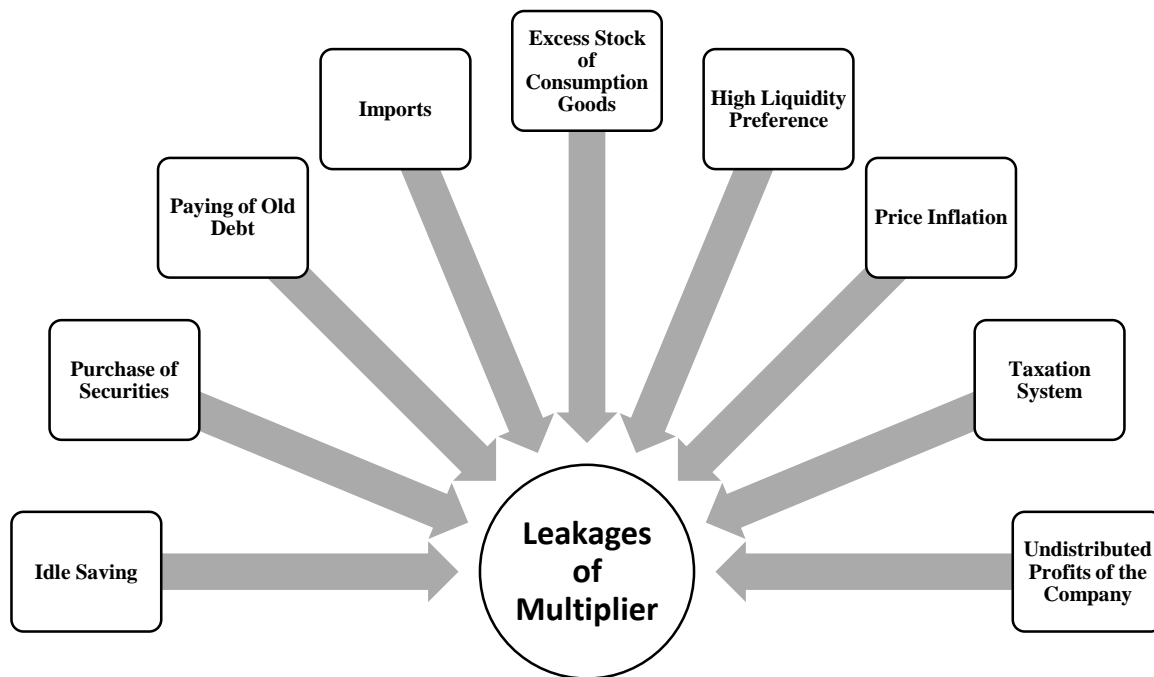 Excess Stock
of
Consumption
Goods
Imports
High Liquidity
Preference
Paying of Old
Debt
Price Inflation
Purchase of
Securities
Taxation
System
Idle Saving
Leakages
of
Multiplier
Undistributed
Profits of the
Company